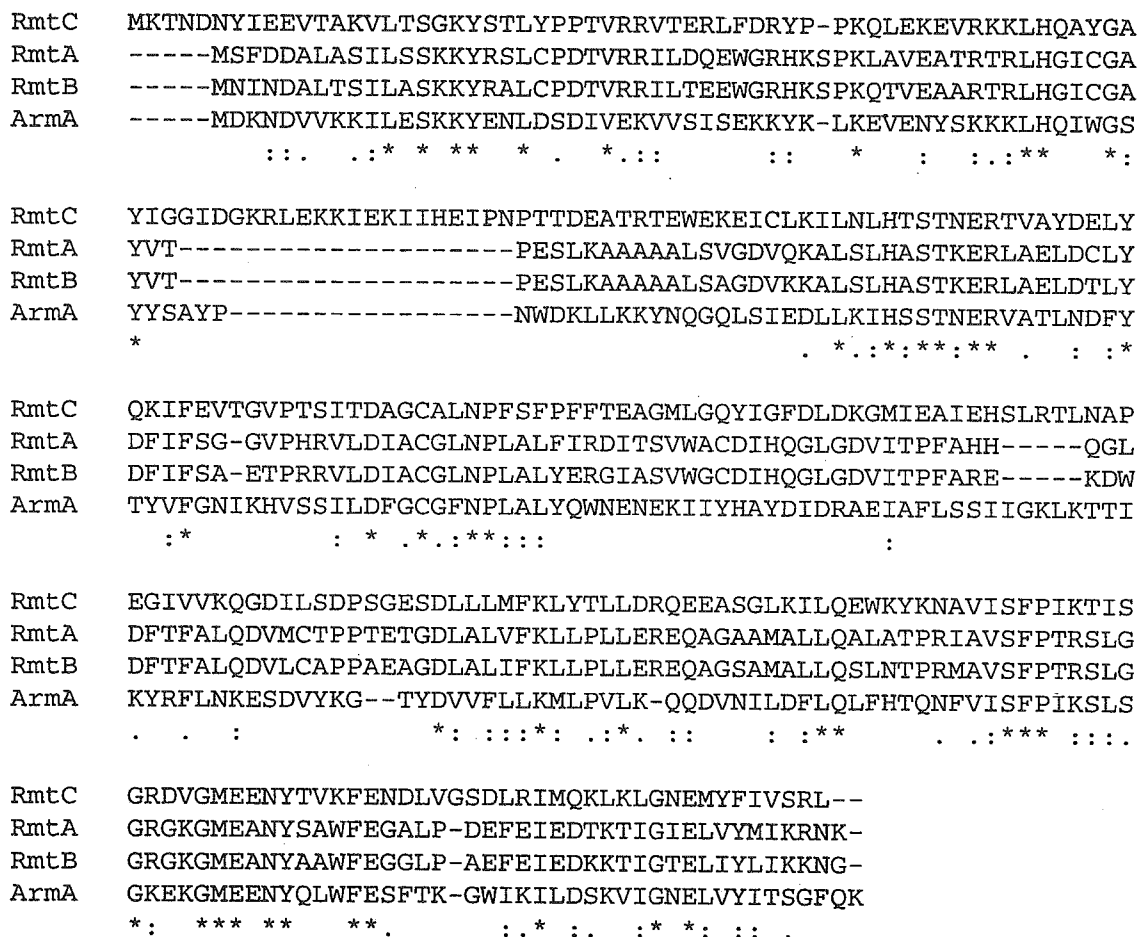 RmtC MKTNDNYIEEVTAKVLTSGKYSTLYPPTVRRVTERLFDRYP-PKQLEKEVRKKLHQAYGA
RmtA -----MSFDDALASILSSKKYRSLCPDTVRRILDQEWGRHKSPKLAVEATRTRLHGICGA
RmtB -----MNINDALTSILASKKYRALCPDTVRRILTEEWGRHKSPKQTVEAARTRLHGICGA
ArmA -----MDKNDVVKKILESKKYENLDSDIVEKVVSISEKKYK-LKEVENYSKKKLHQIWGS
::. .:* * ** * . *.:: :: * : :.:** *:
RmtC YIGGIDGKRLEKKIEKIIHEIPNPTTDEATRTEWEKEICLKILNLHTSTNERTVAYDELY
RmtA YVT--------------------PESLKAAAAALSVGDVQKALSLHASTKERLAELDCLY
RmtB YVT--------------------PESLKAAAAALSAGDVKKALSLHASTKERLAELDTLY
ArmA YYSAYP-----------------NWDKLLKKYNQGQLSIEDLLKIHSSTNERVATLNDFY
* . *.:*:**:** . : :*
RmtC QKIFEVTGVPTSITDAGCALNPFSFPFFTEAGMLGQYIGFDLDKGMIEAIEHSLRTLNAP
RmtA DFIFSG-GVPHRVLDIACGLNPLALFIRDITSVWACDIHQGLGDVITPFAHH-----QGL
RmtB DFIFSA-ETPRRVLDIACGLNPLALYERGIASVWGCDIHQGLGDVITPFARE-----KDW
ArmA TYVFGNIKHVSSILDFGCGFNPLALYQWNENEKIIYHAYDIDRAEIAFLSSIIGKLKTTI
:* : * .*.:**::: :
RmtC EGIVVKQGDILSDPSGESDLLLMFKLYTLLDRQEEASGLKILQEWKYKNAVISFPIKTIS
RmtA DFTFALQDVMCTPPTETGDLALVFKLLPLLEREQAGAAMALLQALATPRIAVSFPTRSLG
RmtB DFTFALQDVLCAPPAEAGDLALIFKLLPLLEREQAGSAMALLQSLNTPRMAVSFPTRSLG
ArmA KYRFLNKESDVYKG--TYDVVFLLKMLPVLK-QQDVNILDFLQLFHTQNFVISFPIKSLS
. . : *: :::*: .:*. :: : :** . .:*** :::.
RmtC GRDVGMEENYTVKFENDLVGSDLRIMQKLKLGNEMYFIVSRL--
RmtA GRGKGMEANYSAWFEGALP-DEFEIEDTKTIGIELVYMIKRNK-
RmtB GRGKGMEANYAAWFEGGLP-AEFEIEDKKTIGTELIYLIKKNG-
ArmA GKEKGMEENYQLWFESFTK-GWIKILDSKVIGNELVYITSGFQK
*: *** ** **. :.* :. :* *: :: .